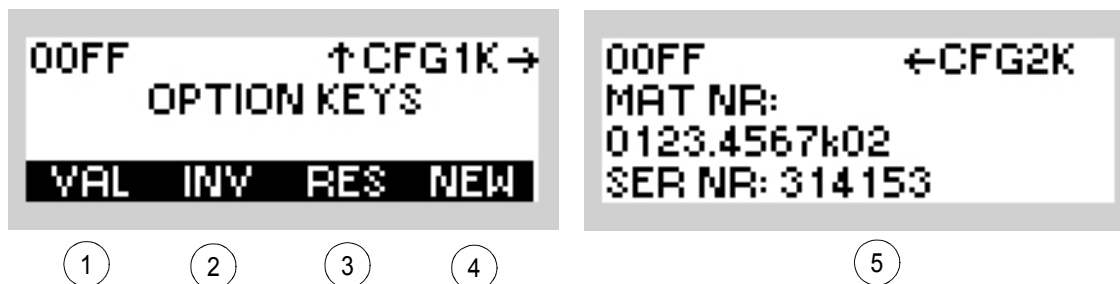 00FF ↑CFG1K→
OPTION KEYS
VAL INV RES NEW
1 2 3 4
00FF ←CFG2K
MAT NR:
0123.4567k02
SER NR: 314153
5